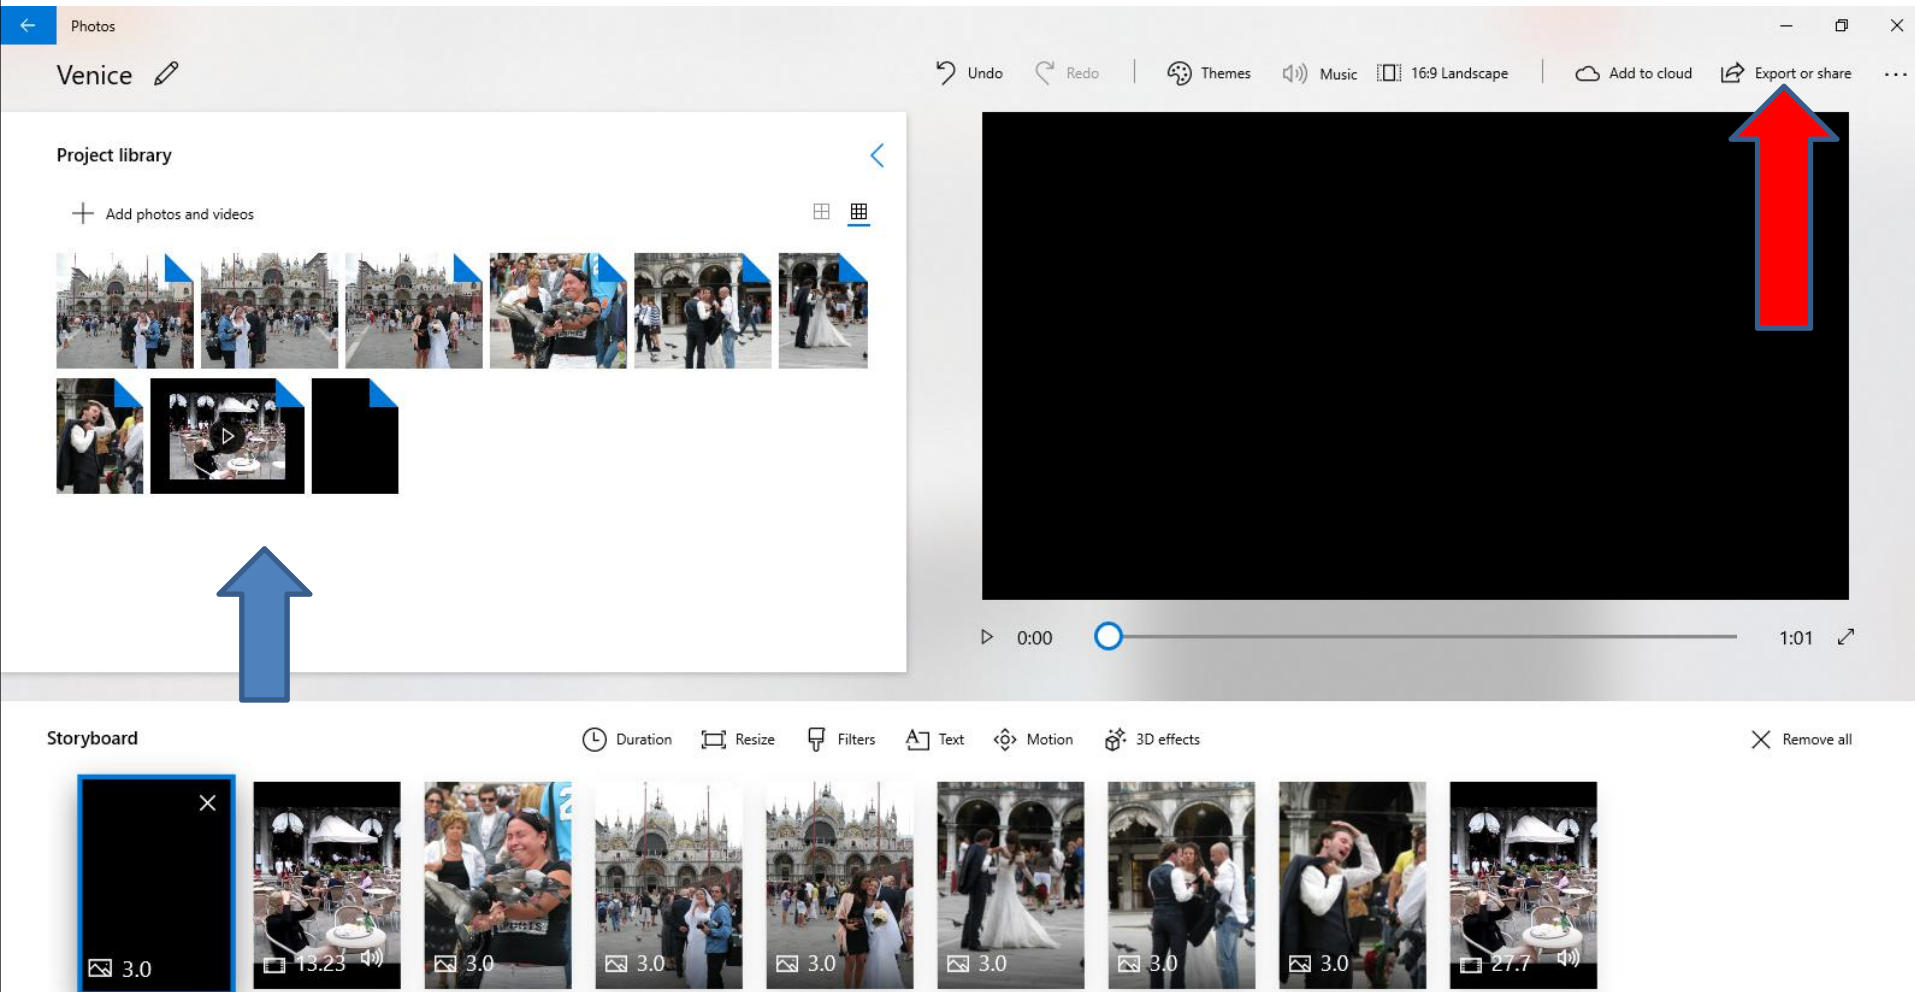 Photos
Venice
Undo Redo Themes Music 16:9 Landscape Add to cloud Export or share ...
Project library
Add photos and videos
0:00 1:01
Storyboard Duration Resize Filters Text Motion 3D effects Remove all
3.0 13.23 3.0 3.0 3.0 3.0 3.0 3.0 27.7